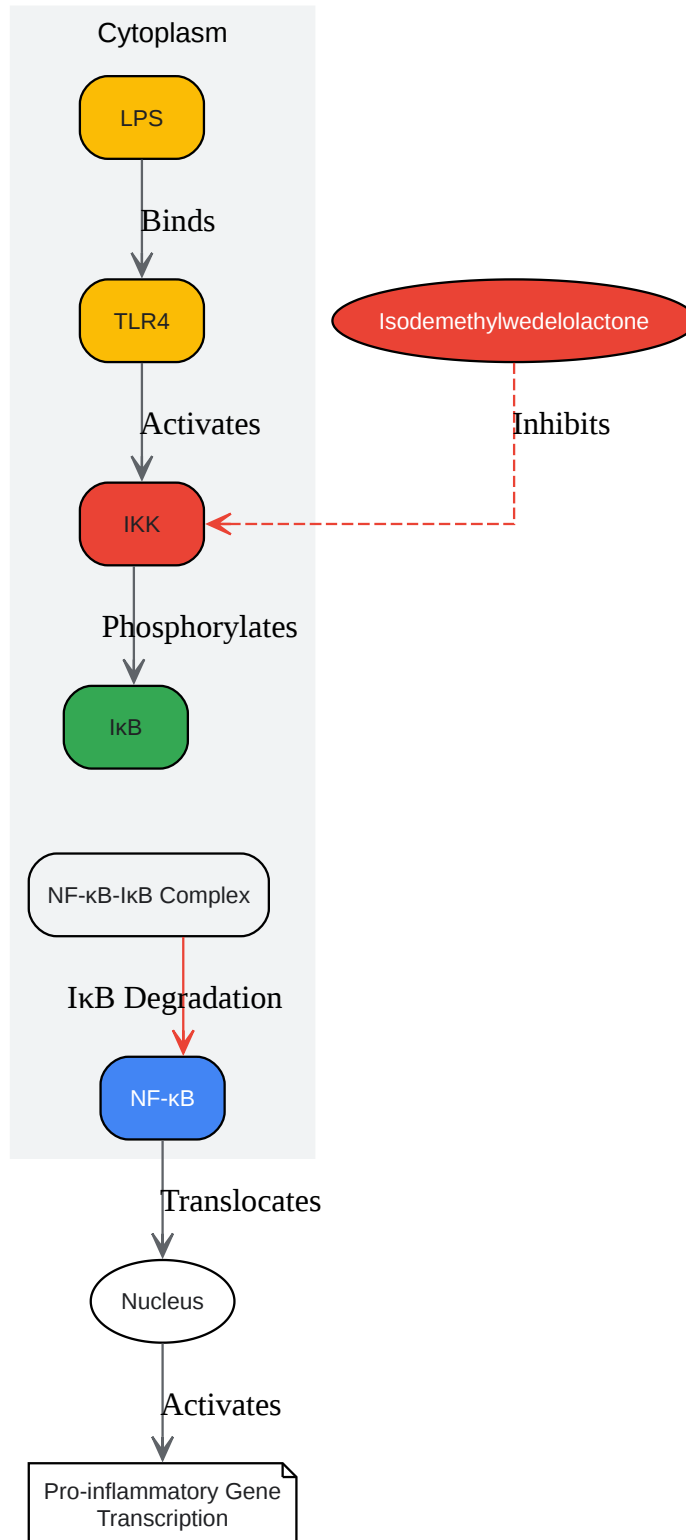 Cytoplasm
LPS
Binds
TLR4
Isodemethylwedelolactone
Activates
Inhibits
IKK
Phosphorylates
IκB
NF-κB-IκB Complex
IκB Degradation
NF-κB
Translocates
Nucleus
Activates
Pro-inflammatory Gene
Transcription